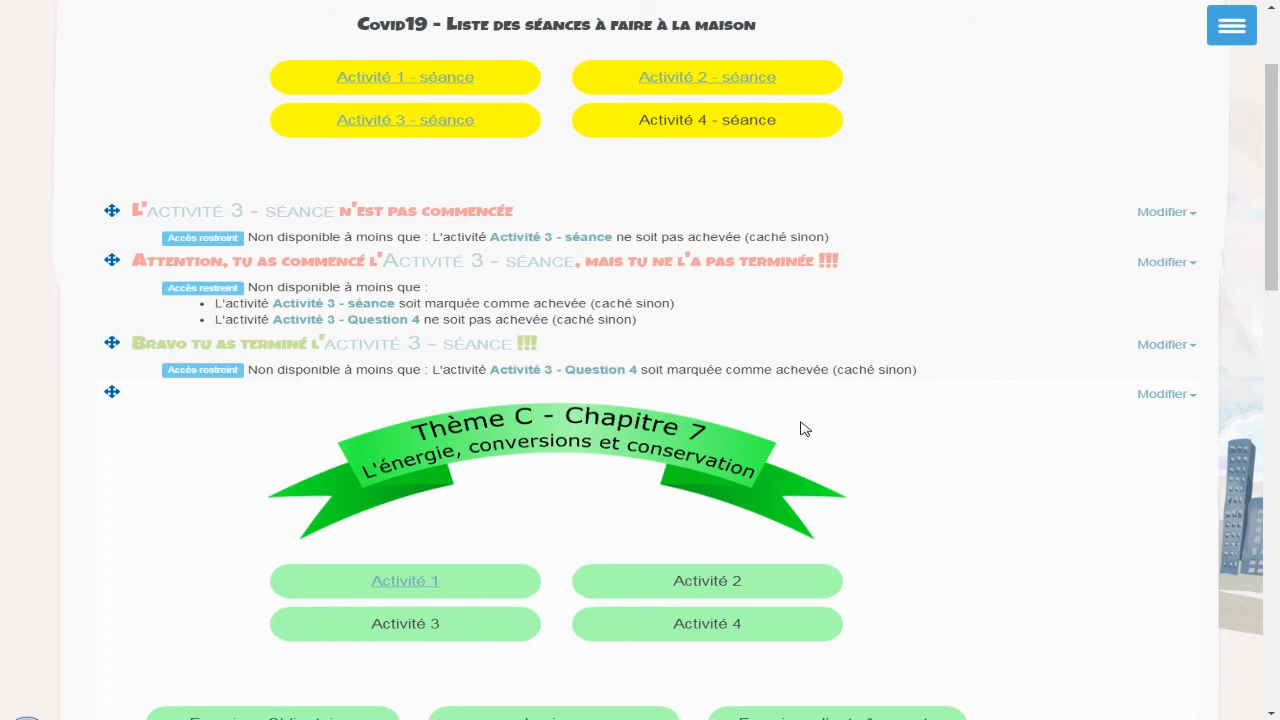 Covid19 - Liste des séances à faire à la maison
Activité 1 - séance
Activité 2 - séance
Activité 3 - séance
Activité 4 - séance
L'activité 3 - séance n'est pas commencée
Modifier
Accès restreint Non disponible à moins que : L'activité Activité 3 - séance ne soit pas achevée (caché sinon)
Attention, tu as commencé l'Activité 3 - séance, mais tu ne l'a pas terminée !!!
Modifier
Accès restreint Non disponible à moins que :
• L'activité Activité 3 - séance soit marquée comme achevée (caché sinon)
• L'activité Activité 3 - Question 4 ne soit pas achevée (caché sinon)
Bravo tu as terminé l'activité 3 - séance !!!
Modifier
Accès restreint Non disponible à moins que : L'activité Activité 3 - Question 4 soit marquée comme achevée (caché sinon)
Modifier
Thème C - Chapitre 7
L'énergie, conversions et conservation
Activité 1
Activité 2
Activité 3
Activité 4